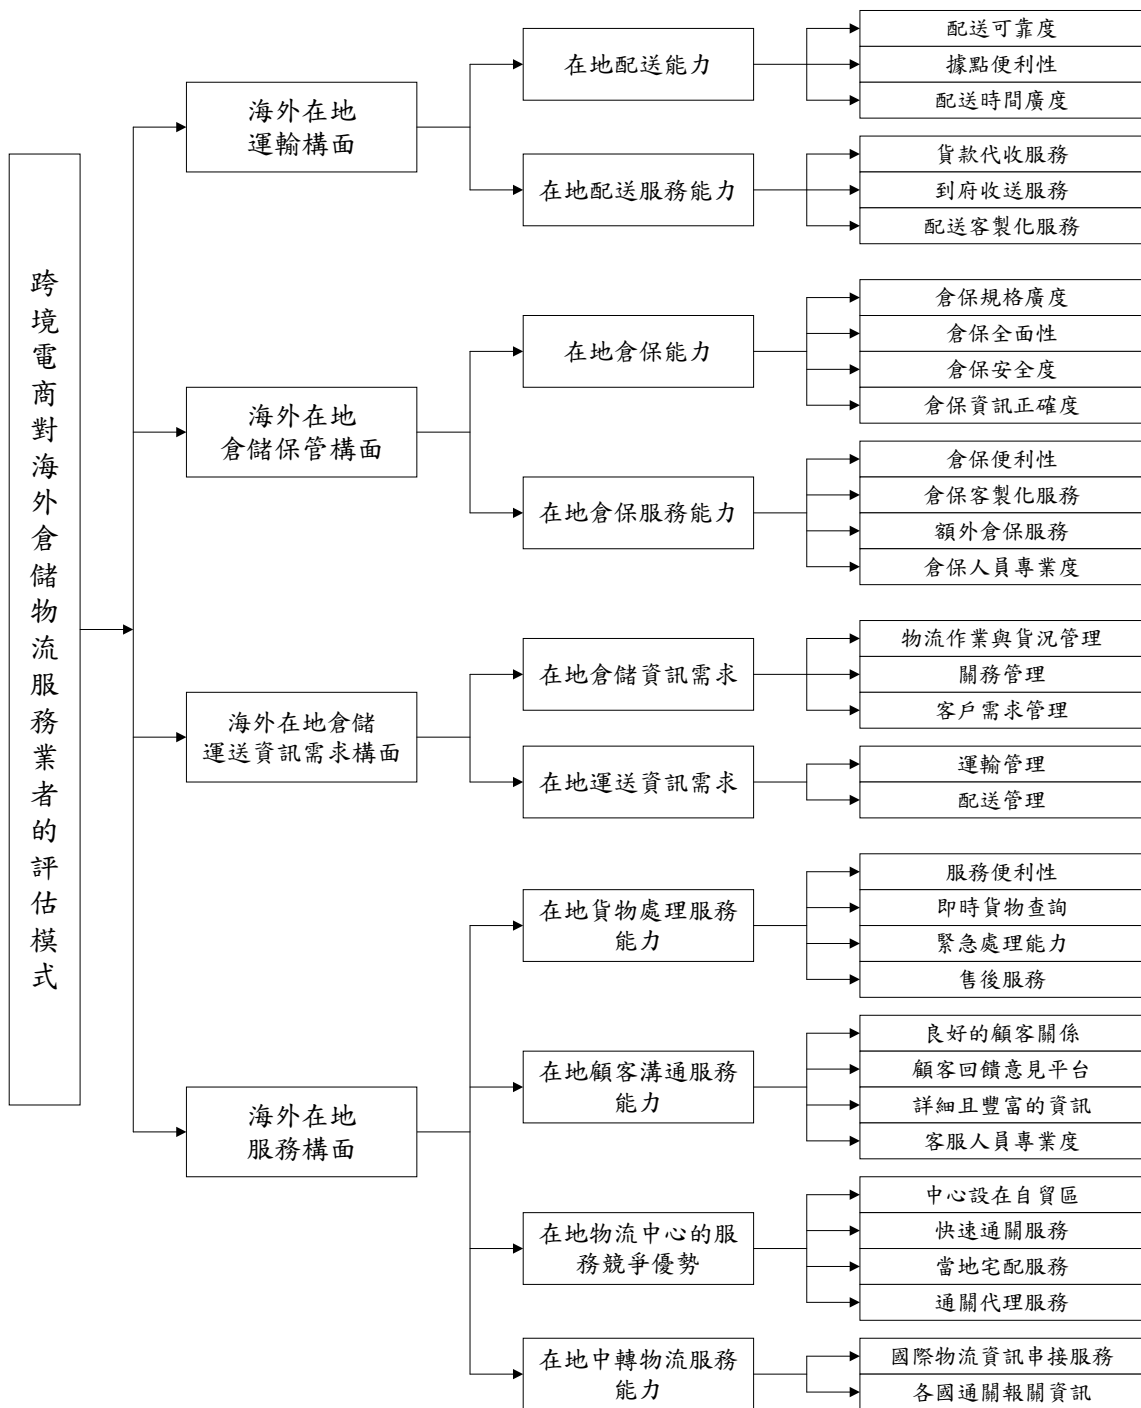 跨境電商對海外倉儲物流服務業者的評估模式
海外在地
運輸構面
在地配送能力
配送可靠度
據點便利性
配送時間廣度
在地配送服務能力
貨款代收服務
到府收送服務
配送客製化服務
海外在地
倉儲保管構面
在地倉保能力
倉保規格廣度
倉保全面性
倉保安全度
倉保資訊正確度
在地倉保服務能力
倉保便利性
倉保客製化服務
額外倉保服務
倉保人員專業度
海外在地倉儲
運送資訊需求構面
在地倉儲資訊需求
物流作業與貨況管理
關務管理
客戶需求管理
在地運送資訊需求
運輸管理
配送管理
海外在地
服務構面
在地貨物處理服務
能力
服務便利性
即時貨物查詢
緊急處理能力
售後服務
在地顧客溝通服務
能力
良好的顧客關係
顧客回饋意見平台
詳細且豐富的資訊
客服人員專業度
在地物流中心的服
務競爭優勢
中心設在自貿區
快速通關服務
當地宅配服務
通關代理服務
在地中轉物流服務
能力
國際物流資訊串接服務
各國通關報關資訊